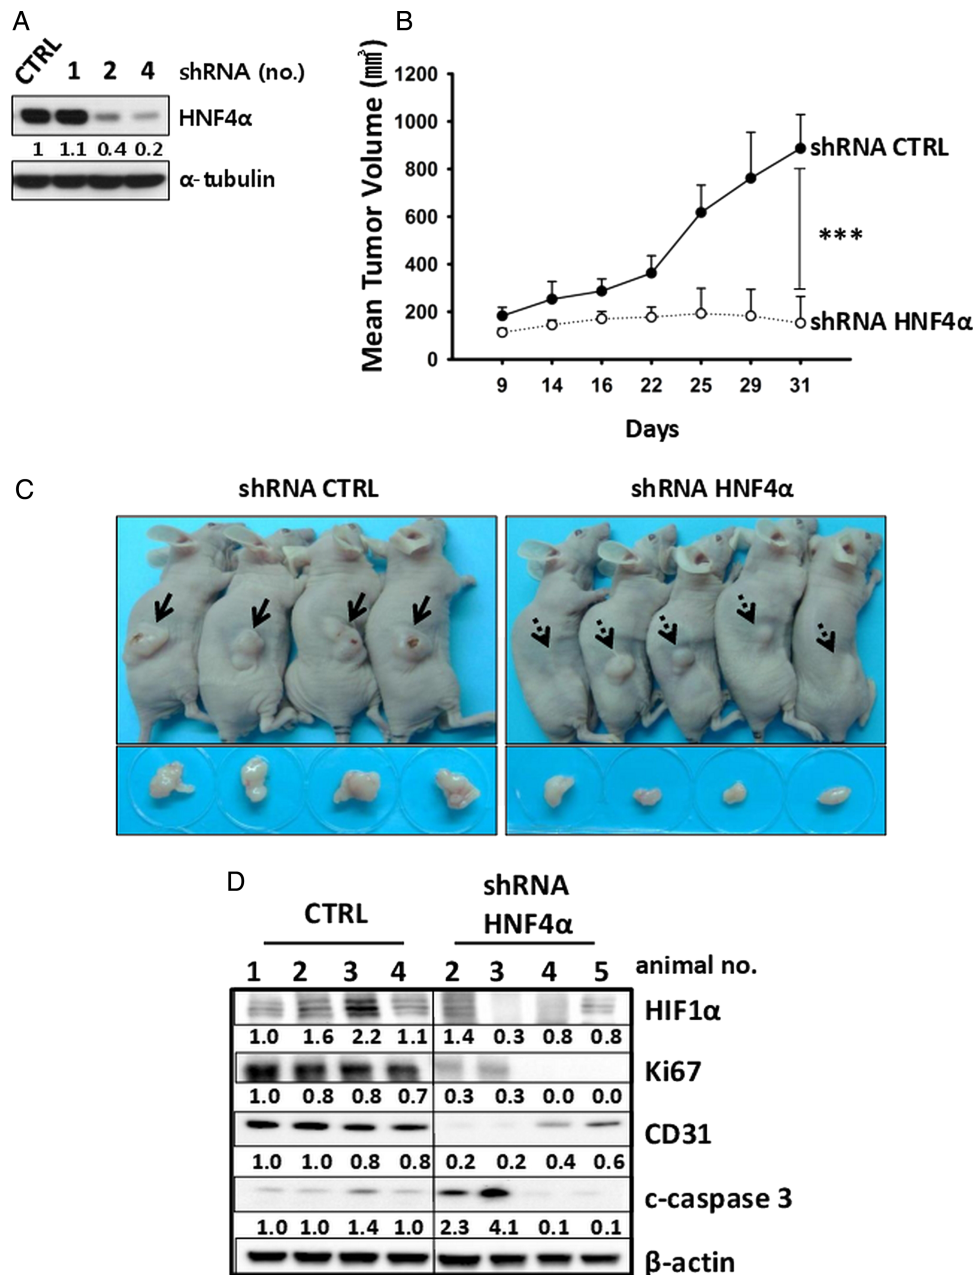 A
CTRL 1 2 4 shRNA (no.)
HNF4α
1 1.1 0.4 0.2
α-tubulin
B
Mean Tumor Volume (mm³)
1200
1000
800
600
400
200
0
shRNA CTRL
***
shRNA HNF4α
9 14 16 22 25 29 31
Days
C
shRNA CTRL
shRNA HNF4α
D
CTRL
shRNA
HNF4α
1 2 3 4 2 3 4 5 animal no.
HIF1α
1.0 1.6 2.2 1.1 1.4 0.3 0.8 0.8
Ki67
1.0 0.8 0.8 0.7 0.3 0.3 0.0 0.0
CD31
1.0 1.0 0.8 0.8 0.2 0.2 0.4 0.6
c-caspase 3
1.0 1.0 1.4 1.0 2.3 4.1 0.1 0.1
β-actin